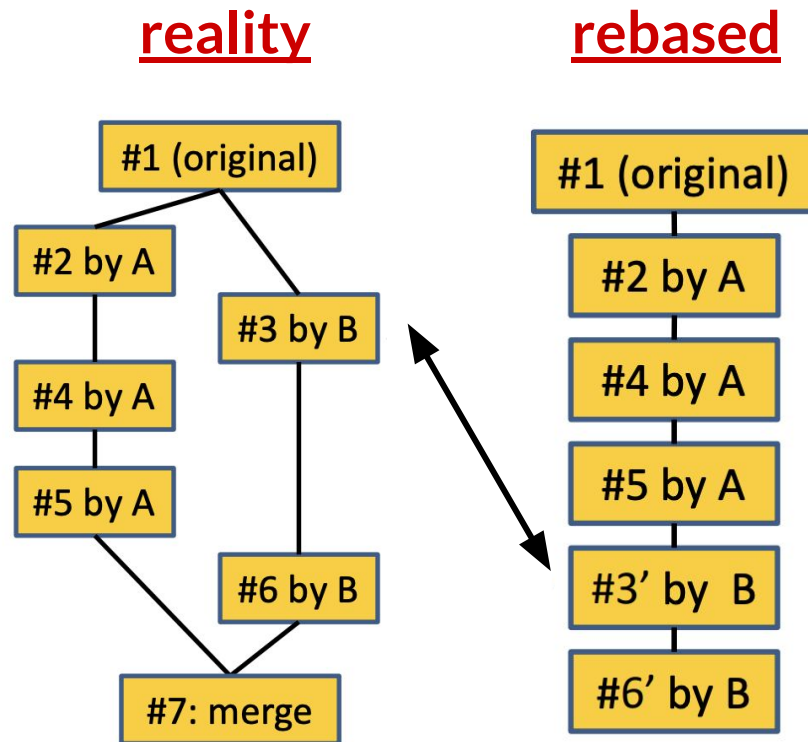 reality
#1 (original)
#2 by A
#3 by B
#4 by A
#5 by A
#6 by B
#7: merge
rebased
#1 (original)
#2 by A
#4 by A
#5 by A
#3’ by B
#6’ by B